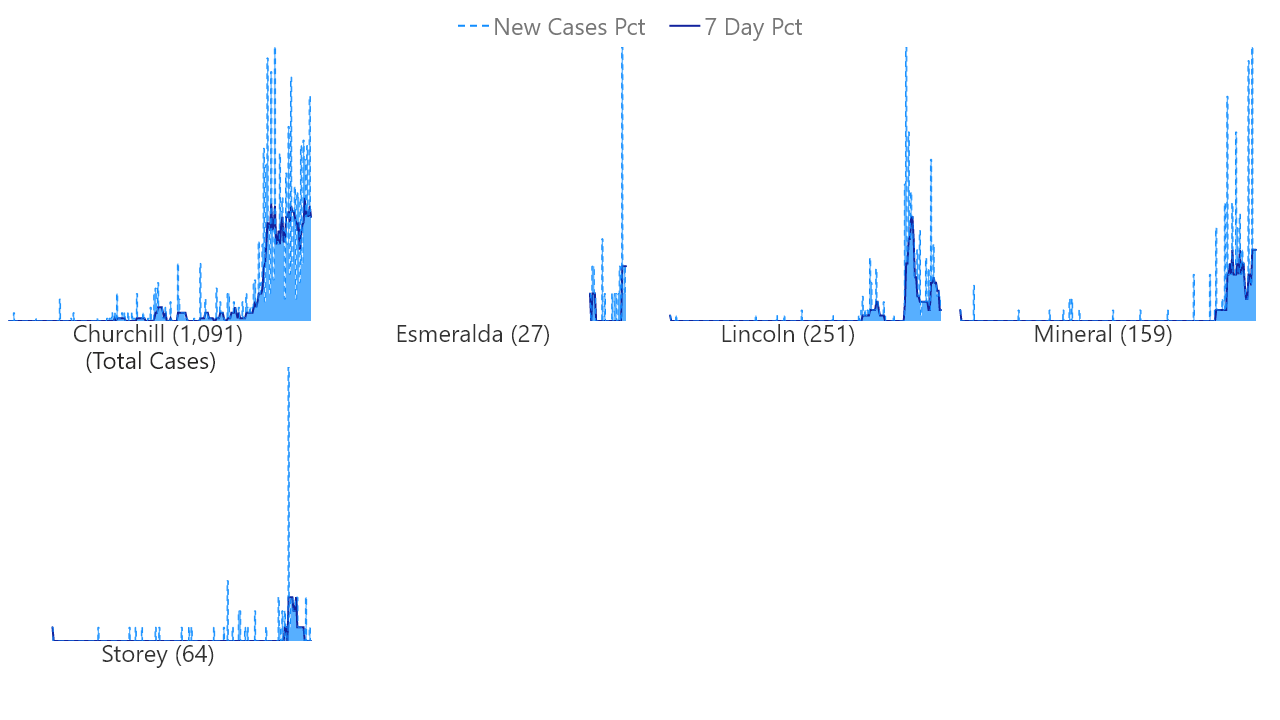 New Cases Pct 7 Day Pct
Churchill (1,091)
(Total Cases)
Esmeralda (27)
Lincoln (251)
Mineral (159)
Storey (64)